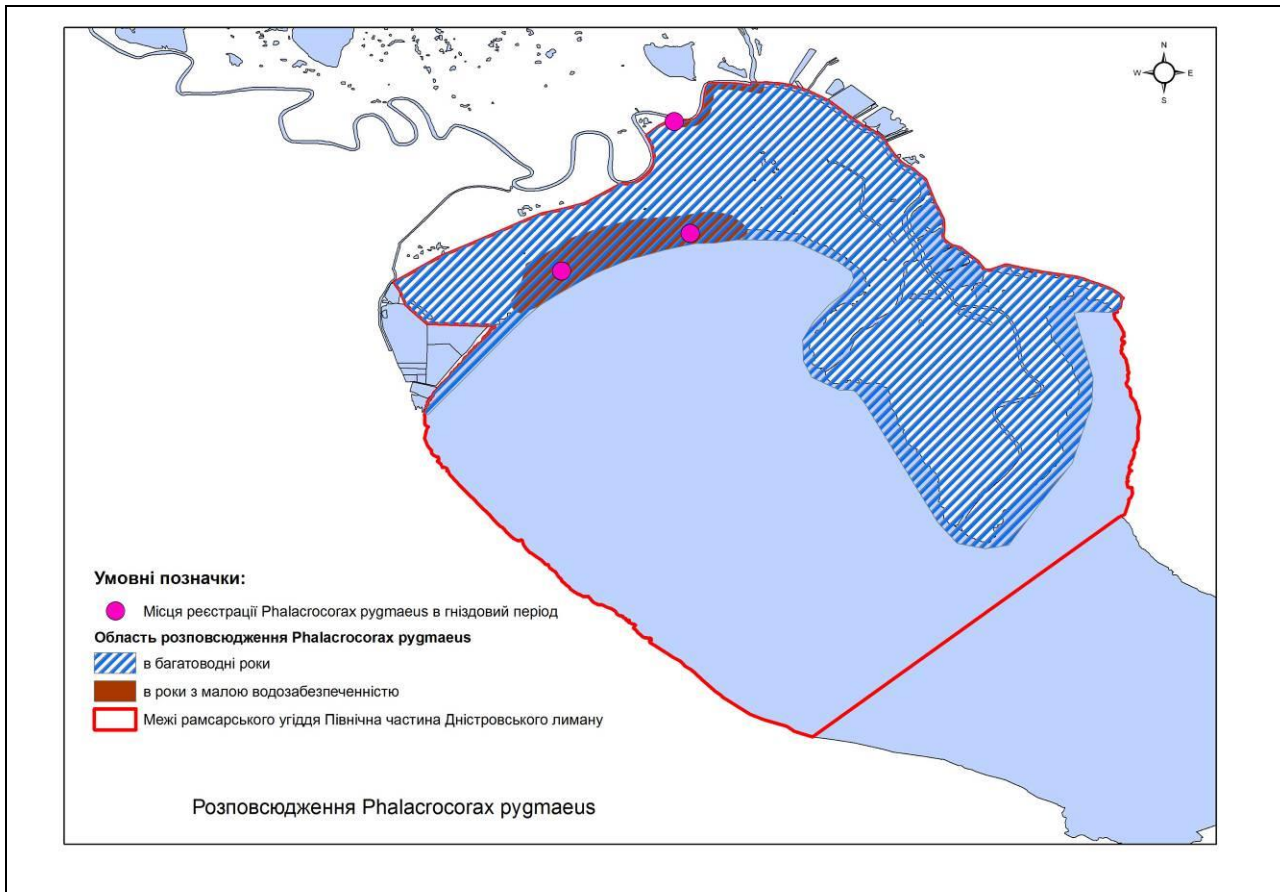 N
W E
S
Умовні позначки:
Місця реєстрації Phalacrocorax pygmaeus в гніздовий період
Область розповсюдження Phalacrocorax pygmaeus
в багатоводні роки
в роки з малою водозабезпеченністю
Межі рамсарського угіддя Північна частина Дністровського лиману
Розповсюдження Phalacrocorax pygmaeus